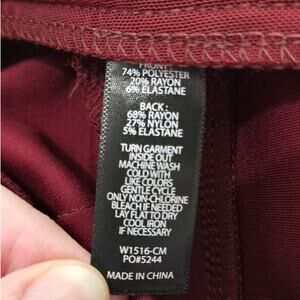 FRONT:
74% POLYESTER
20% RAYON
6% ELASTANE
BACK:
68% RAYON
27% NYLON
5% ELASTANE
TURN GARMENT
INSIDE OUT
MACHINE WASH
COLD WITH
LIKE COLORS
GENTLE CYCLE
ONLY NON-CHLORINE
BLEACH IF NEEDED
LAY FLAT TO DRY
COOL IRON
IF NECESSARY
W1516-CM
PO#5244
MADE IN CHINA